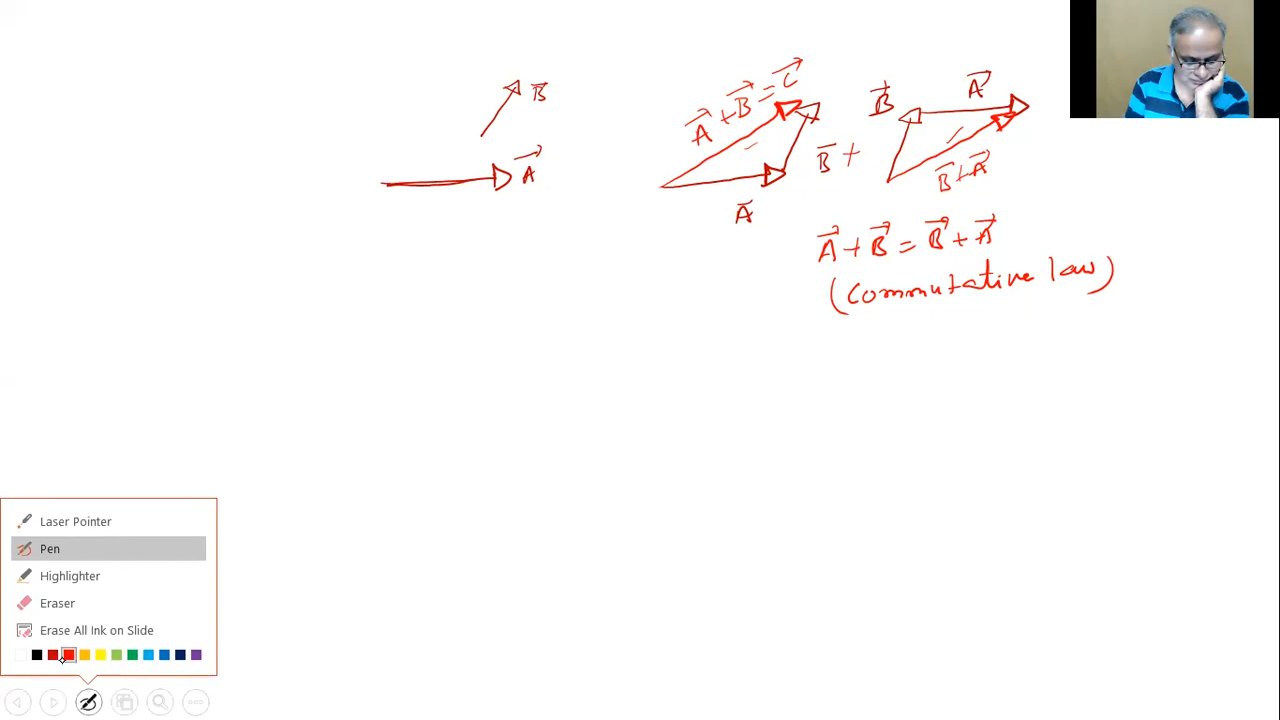 B⃗
A⃗
A⃗ + B⃗ = C⃗
B⃗ +
A⃗
B⃗
A⃗
B⃗ + A⃗
A⃗ + B⃗ = B⃗ + A⃗
(commutative law)
Laser Pointer
Pen
Highlighter
Eraser
Erase All Ink on Slide